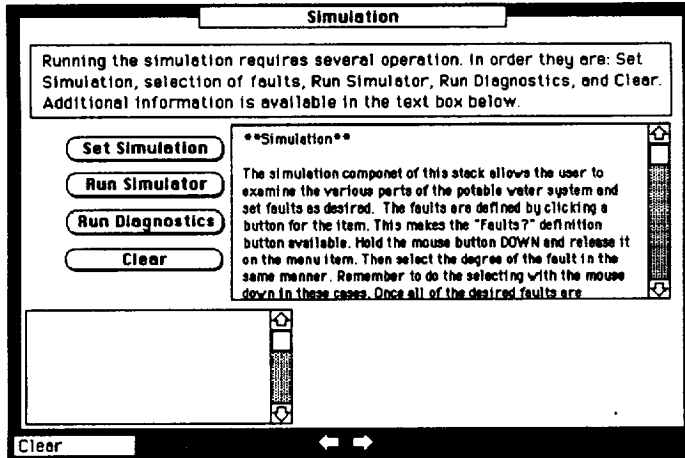 Simulation
Running the simulation requires several operation. In order they are: Set
Simulation, selection of faults, Run Simulator, Run Diagnostics, and Clear.
Additional information is available in the text box below.
Set Simulation
Run Simulator
Run Diagnostics
Clear
**Simulation**
The simulation componet of this stack allows the user to
examine the various parts of the potable water system and
set faults as desired. The faults are defined by clicking a
button for the item. This makes the "Faults?" definition
button available. Hold the mouse button DOWN and release it
on the menu item. Then select the degree of the fault in the
same manner. Remember to do the selecting with the mouse
down in these cases. Once all of the desired faults are
Clear